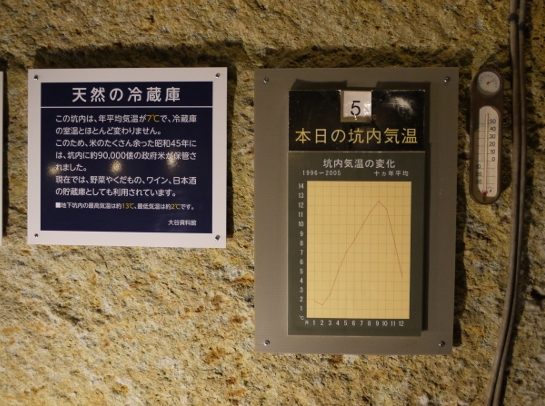 天然の冷蔵庫
この坑内は、年平均気温が7℃で、冷蔵庫
の室温とほとんど変わりません。
このため、米のたくさん余った昭和45年に
は、坑内に約90,000俵の政府米が保管さ
れました。
現在では、野菜やくだもの、ワイン、日本酒
の貯蔵庫としても利用されています。
■地下坑内の最高気温は約13℃、最低気温は約2℃です。
大谷資料館
5
本日の坑内気温
坑内気温の変化
1996〜2005 十ヵ年平均
14
13
12
11
10
9
8
7
6
5
4
3
2
1
℃
月 1 2 3 4 5 6 7 8 9 10 11 12
50
40
30
20
10
0